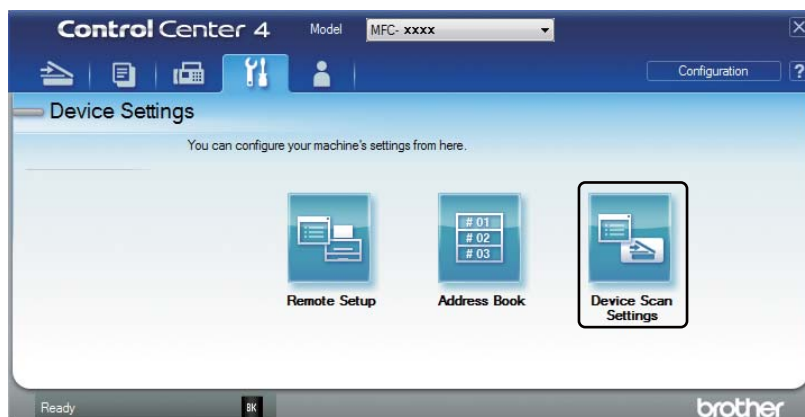 Control Center 4 Model MFC- xxxx
Configuration ?
Device Settings
You can configure your machine's settings from here.
# 01
# 02
# 03
Remote Setup Address Book Device Scan
Settings
Ready BK brother